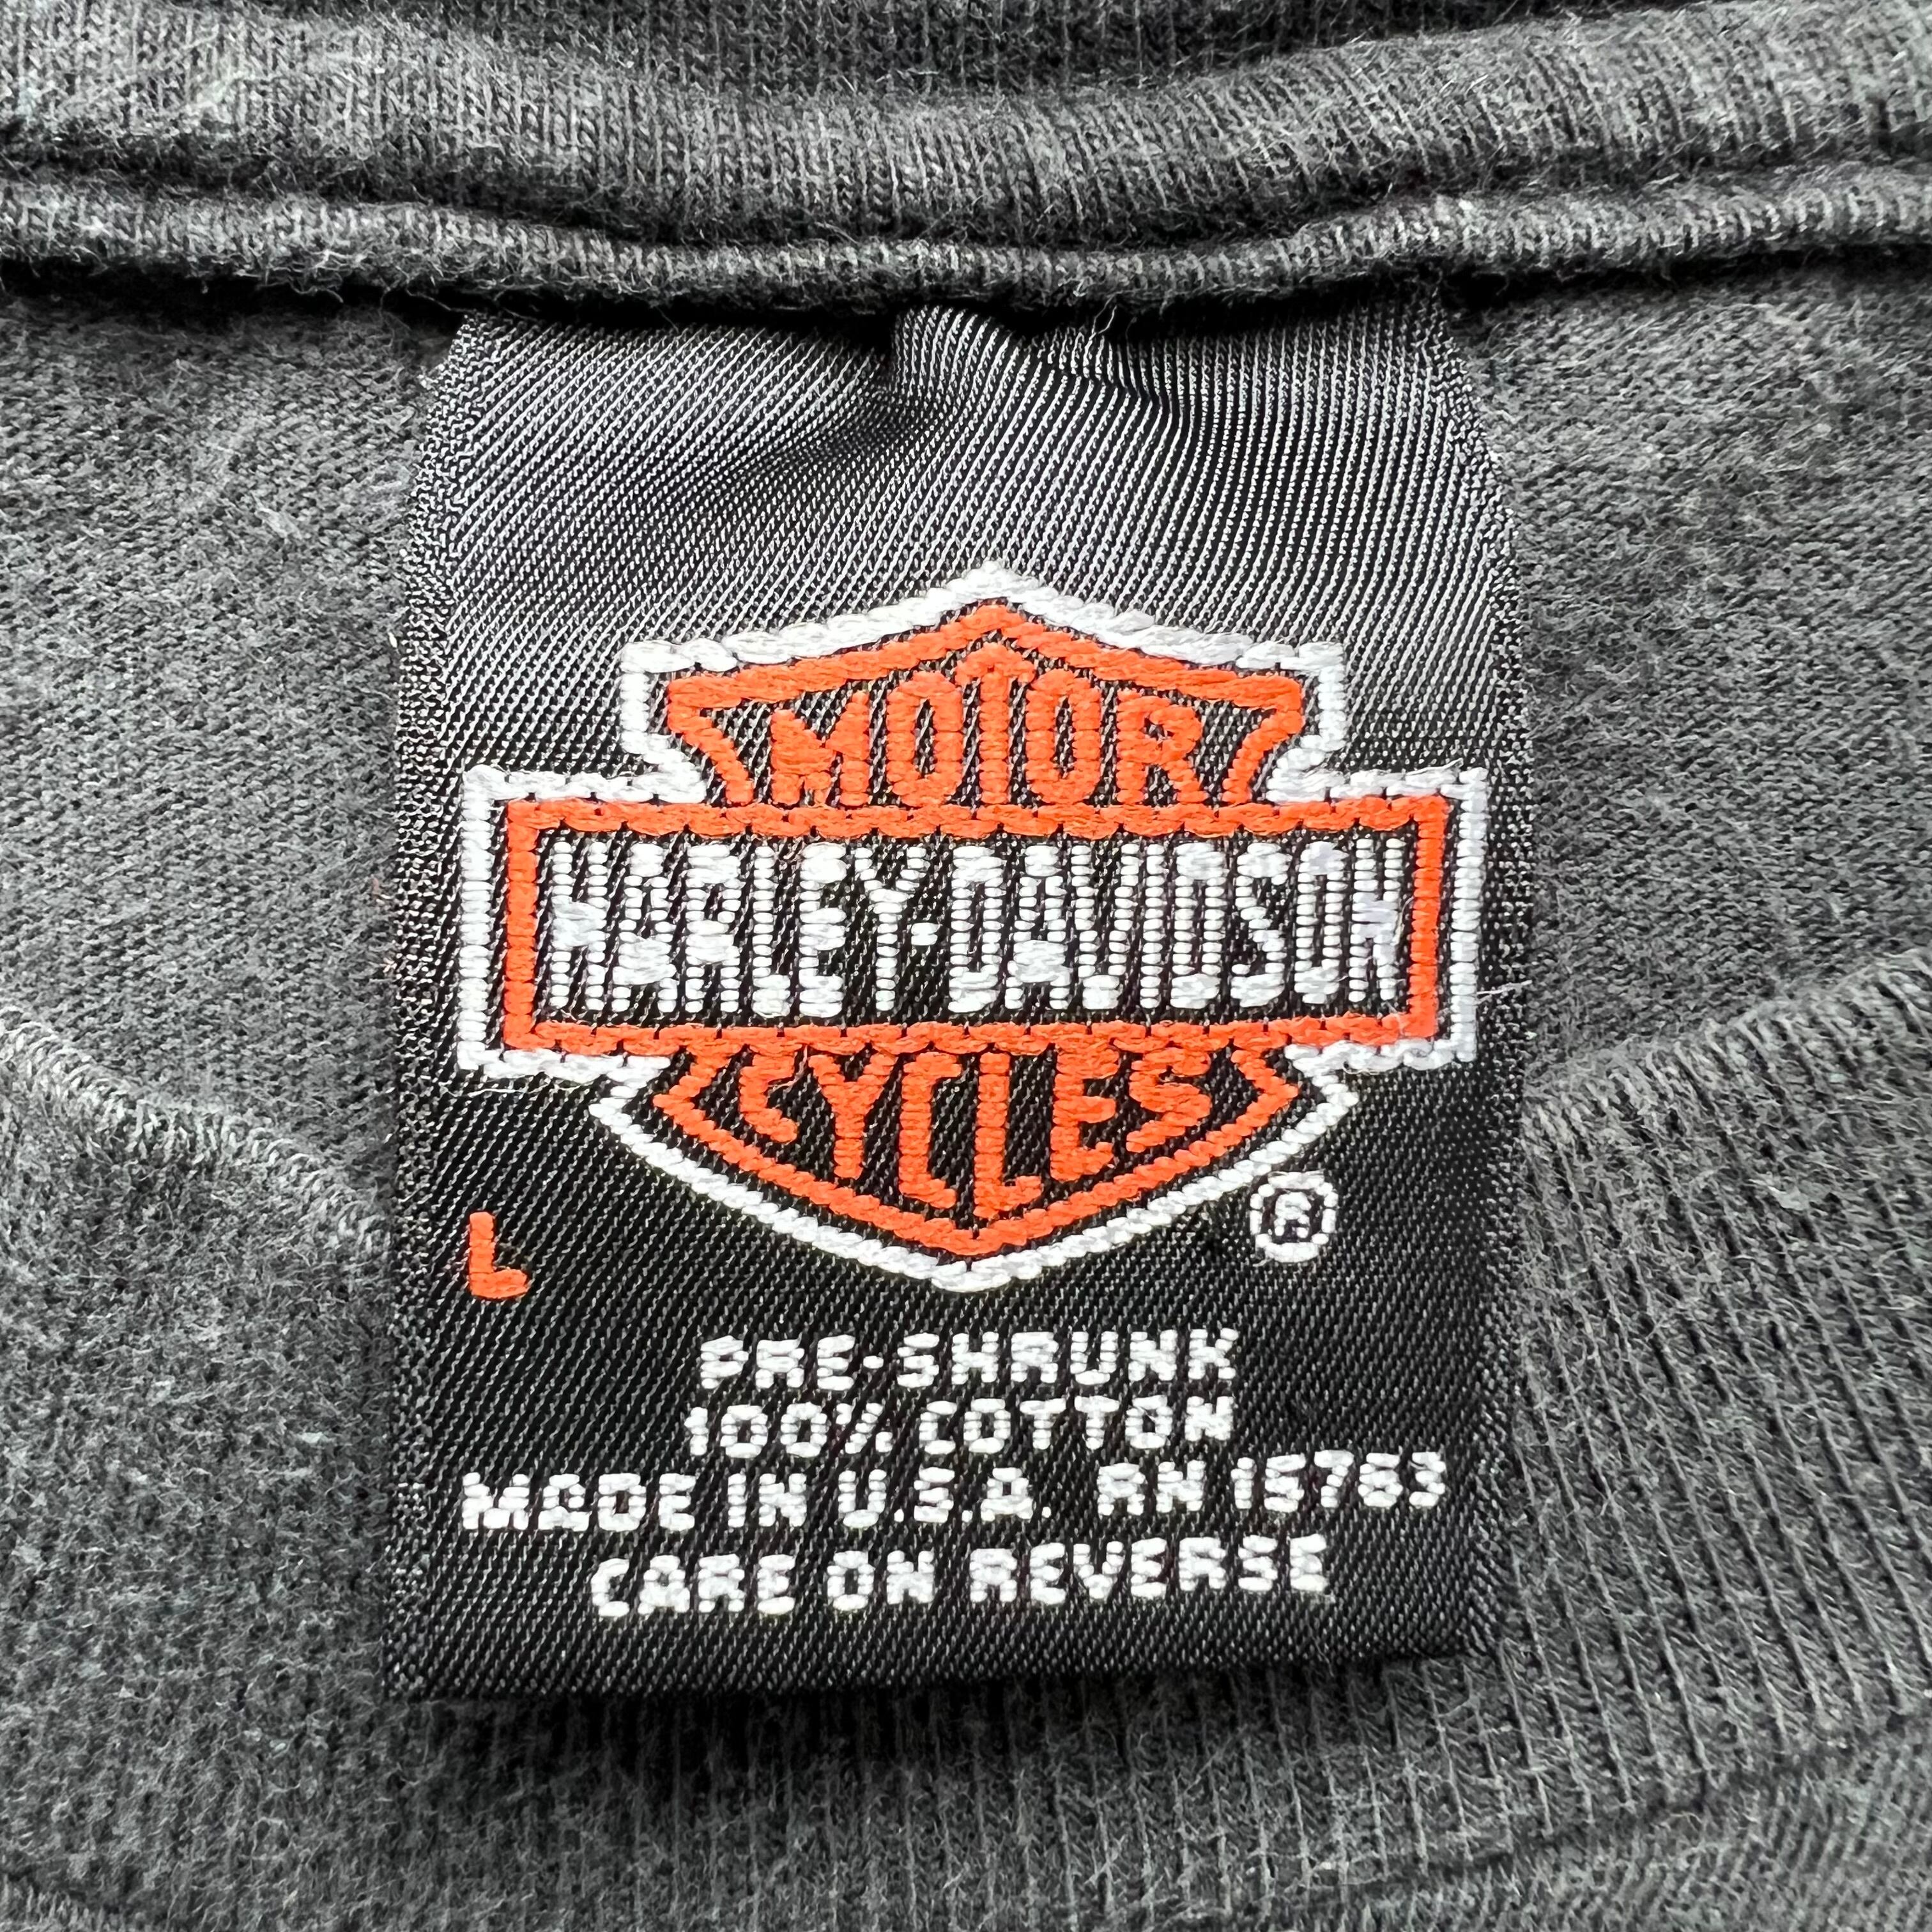 MOTOR
HARLEY-DAVIDSON
CYCLES
®
L
PRE-SHRUNK
100% COTTON
MADE IN U.S.A. RN 15763
CARE ON REVERSE